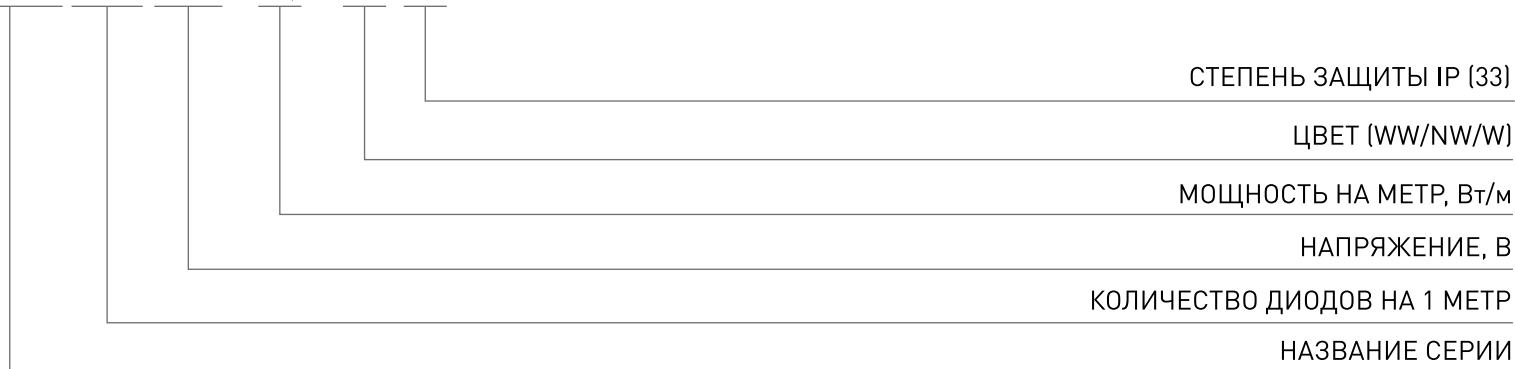 СТЕПЕНЬ ЗАЩИТЫ IP (33)
ЦВЕТ (WW/NW/W)
МОЩНОСТЬ НА МЕТР, Вт/м
НАПРЯЖЕНИЕ, В
КОЛИЧЕСТВО ДИОДОВ НА 1 МЕТР
НАЗВАНИЕ СЕРИИ